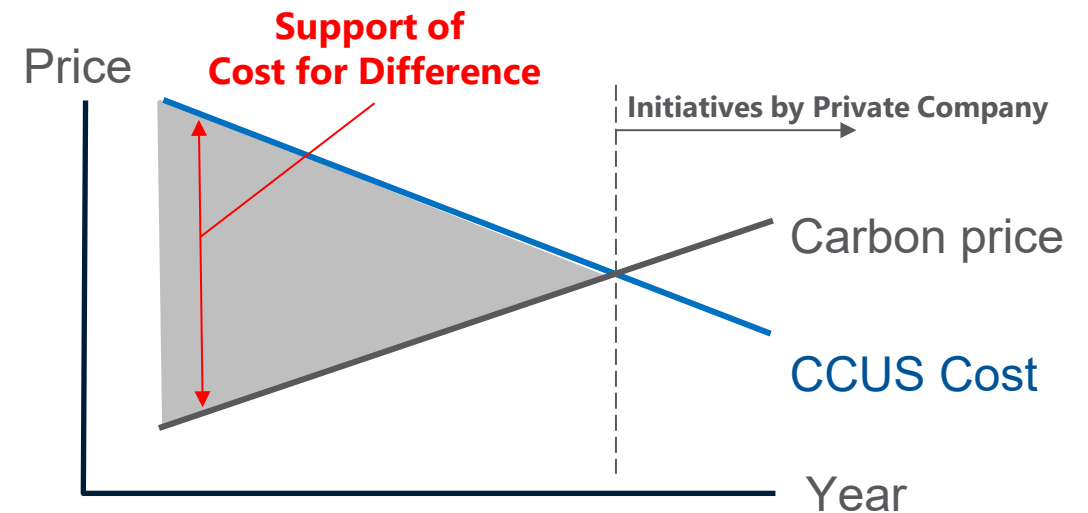 Support of
Cost for Difference
Price
Initiatives by Private Company
Carbon price
CCUS Cost
Year